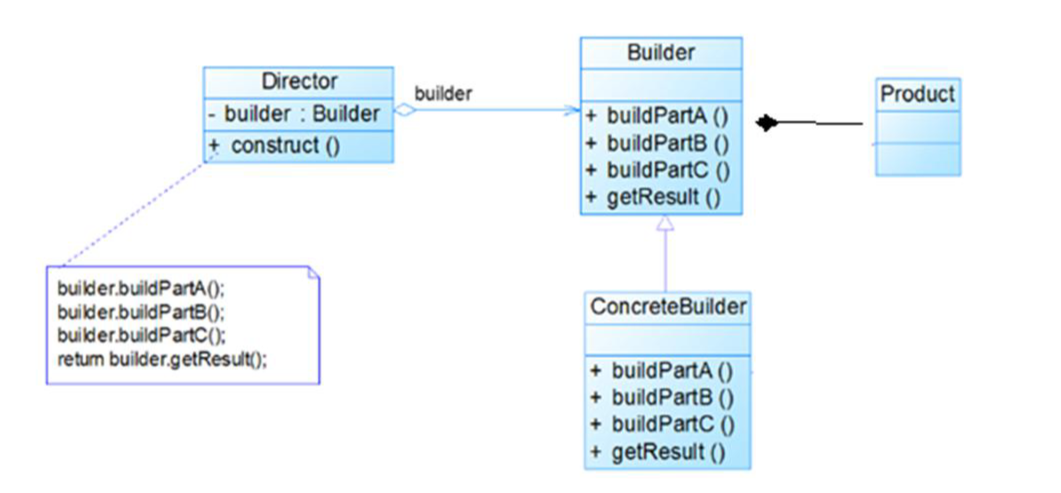 Director
- builder : Builder
+ construct ()
builder
Builder
+ buildPartA ()
+ buildPartB ()
+ buildPartC ()
+ getResult ()
Product
builder.buildPartA();
builder.buildPartB();
builder.buildPartC();
return builder.getResult();
ConcreteBuilder
+ buildPartA ()
+ buildPartB ()
+ buildPartC ()
+ getResult ()